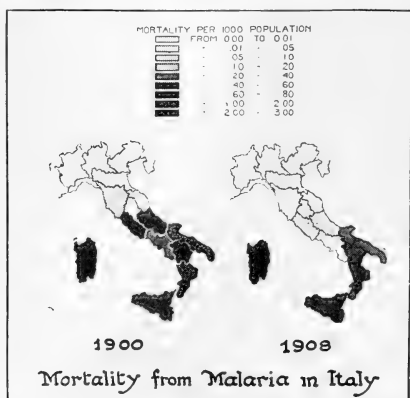 MORTALITY PER 1000 POPULATION
FROM 0.00 TO 0.01
" .01 " .05
" .05 " .10
" .10 " .20
" .20 " .40
" .40 " .60
" .60 " .80
" 1.00 " 2.00
" 2.00 " 3.00
1900 1908
Mortality from Malaria in Italy